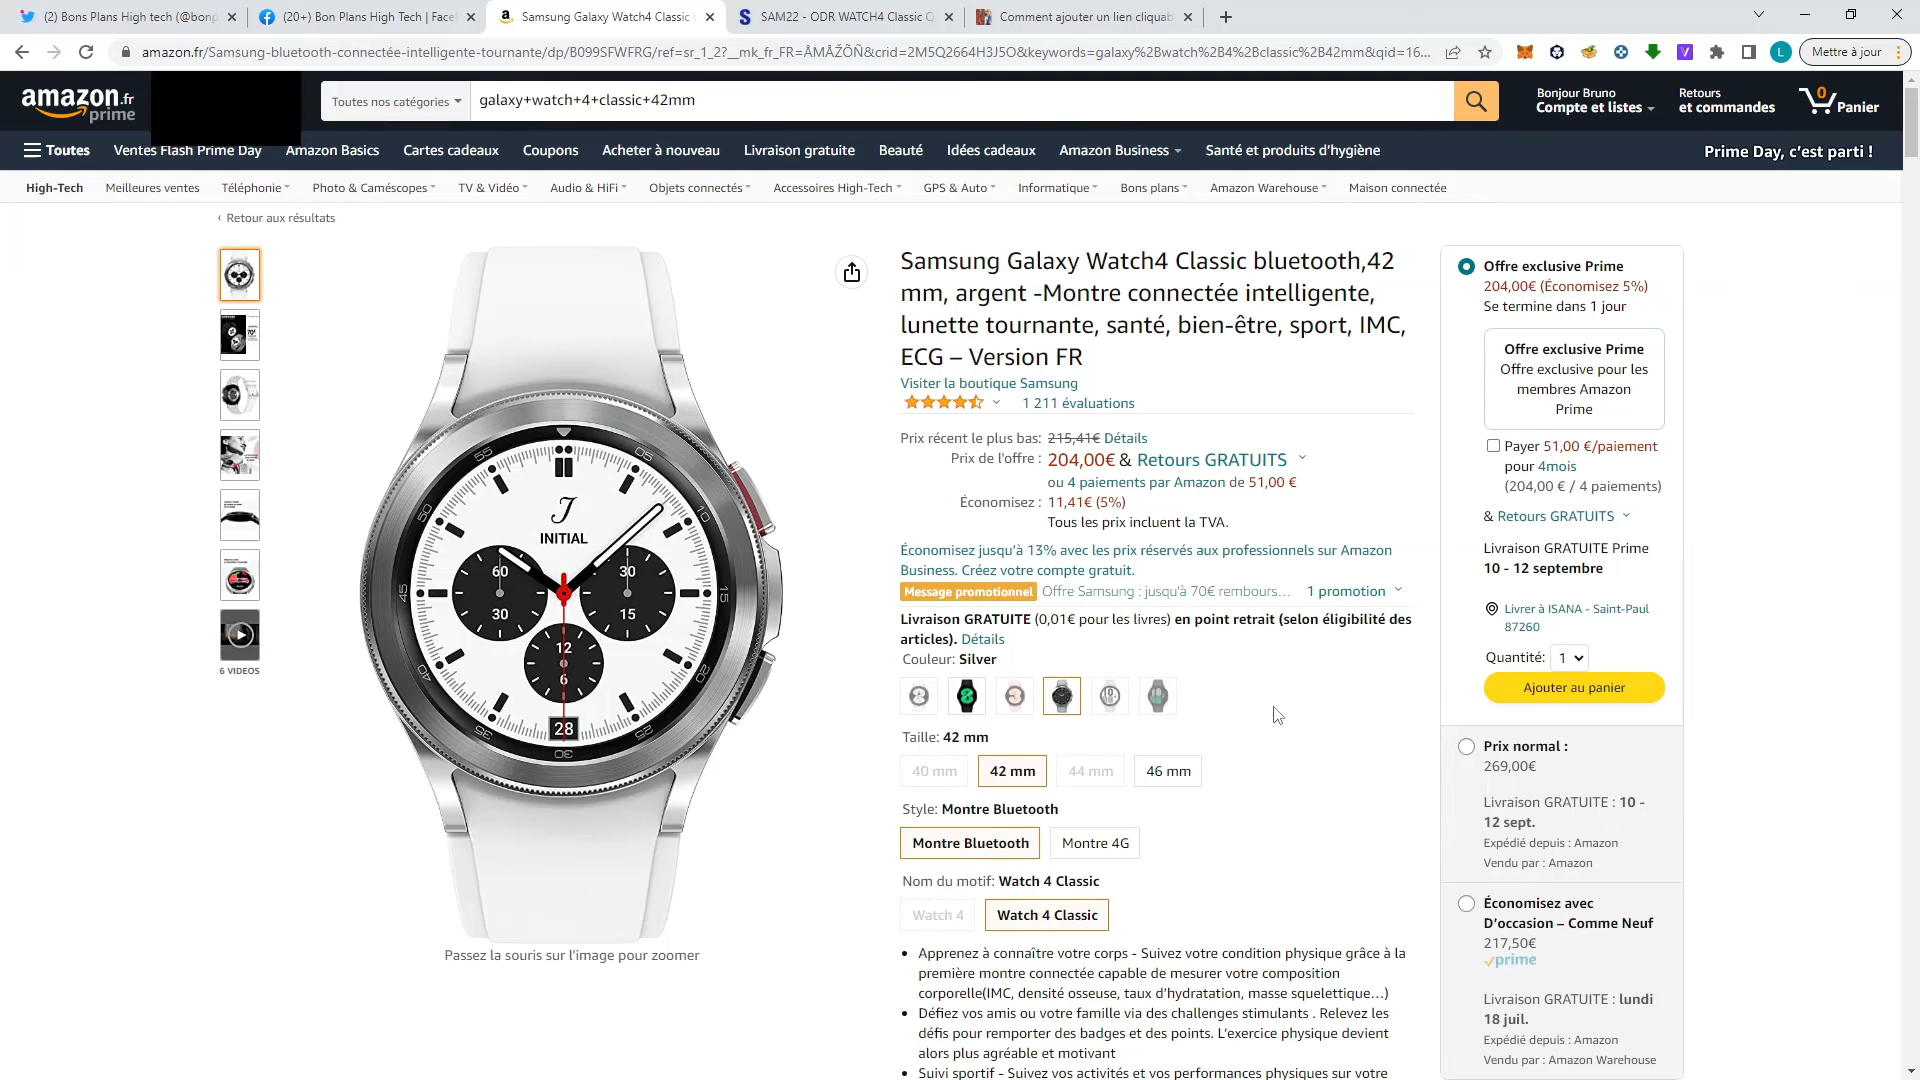 (2) Bons Plans High tech (@bonp
(20+) Bon Plans High Tech | Face
Samsung Galaxy Watch4 Classic
SAM22 - ODR WATCH4 Classic Q
Comment ajouter un lien cliquab
amazon.fr/Samsung-bluetooth-connectée-intelligente-tournante/dp/B099SFWFRG/ref=sr_1_2?__mk_fr_FR=ÅMÅŽÕÑ&crid=2M5Q2664H3J5O&keywords=galaxy%2Bwatch%2B4%2Bclassic%2B42mm&qid=16...
L
Mettre à jour
amazon.fr
prime
Toutes nos catégories
galaxy+watch+4+classic+42mm
Bonjour Bruno
Compte et listes
Retours
et commandes
0
Panier
Toutes
Ventes Flash Prime Day
Amazon Basics
Cartes cadeaux
Coupons
Acheter à nouveau
Livraison gratuite
Beauté
Idées cadeaux
Amazon Business
Santé et produits d’hygiène
Prime Day, c’est parti !
High-Tech
Meilleures ventes
Téléphonie
Photo & Caméscopes
TV & Vidéo
Audio & HiFi
Objets connectés
Accessoires High-Tech
GPS & Auto
Informatique
Bons plans
Amazon Warehouse
Maison connectée
‹ Retour aux résultats
6 VIDEOS
55
05
50
10
45
15
40
20
35
30
25
J
INITIAL
60
30
30
15
12
6
28
Passez la souris sur l'image pour zoomer
Samsung Galaxy Watch4 Classic bluetooth,42
mm, argent -Montre connectée intelligente,
lunette tournante, santé, bien-être, sport, IMC,
ECG – Version FR
Visiter la boutique Samsung
1 211 évaluations
Prix récent le plus bas: 215,41€ Détails
Prix de l'offre : 204,00€ & Retours GRATUITS
ou 4 paiements par Amazon de 51,00 €
Économisez : 11,41€ (5%)
Tous les prix incluent la TVA.
Économisez jusqu’à 13% avec les prix réservés aux professionnels sur Amazon
Business. Créez votre compte gratuit.
Message promotionnel Offre Samsung : jusqu’à 70€ rembours… 1 promotion
Livraison GRATUITE (0,01€ pour les livres) en point retrait (selon éligibilité des
articles). Détails
Couleur: Silver
Taille: 42 mm
40 mm
42 mm
44 mm
46 mm
Style: Montre Bluetooth
Montre Bluetooth
Montre 4G
Nom du motif: Watch 4 Classic
Watch 4
Watch 4 Classic
• Apprenez à connaître votre corps - Suivez votre condition physique grâce à la
première montre connectée capable de mesurer votre composition
corporelle(IMC, densité osseuse, taux d’hydratation, masse squelettique…)
• Défiez vos amis ou votre famille via des challenges stimulants . Relevez les
défis pour remporter des badges et des points. L’exercice physique devient
alors plus agréable et motivant
• Suivi sportif - Suivez vos activités et vos performances physiques sur votre
Offre exclusive Prime
204,00€ (Économisez 5%)
Se termine dans 1 jour
Offre exclusive Prime
Offre exclusive pour les
membres Amazon
Prime
Payer 51,00 €/paiement
pour 4mois
(204,00 € / 4 paiements)
& Retours GRATUITS
Livraison GRATUITE Prime
10 - 12 septembre
Livrer à ISANA - Saint-Paul
87260
Quantité: 1
Ajouter au panier
Prix normal :
269,00€
Livraison GRATUITE : 10 -
12 sept.
Expédié depuis : Amazon
Vendu par : Amazon
Économisez avec
D’occasion – Comme Neuf
217,50€
prime
Livraison GRATUITE : lundi
18 juil.
Expédié depuis : Amazon
Vendu par : Amazon Warehouse